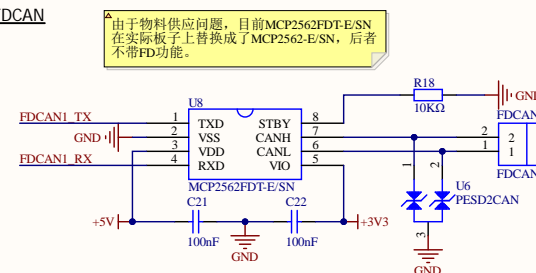 FDCAN
由于物料供应问题，目前MCP2562FDT-E/SN
在实际板子上替换成了MCP2562-E/SN，后者
不带FD功能。
R18
10KΩ
GND
U8
FDCAN
FDCAN1_TX 1 TXD STBY 8
GND 2 VSS CANH 7 2 2
3 VDD CANL 6 1 1
FDCAN1_RX 4 RXD VIO 5
FDCAN
MCP2562FDT-E/SN
1 2
U6
PESD2CAN
C21 C22
+5V +3V3
100nF 100nF
3
GND
GND